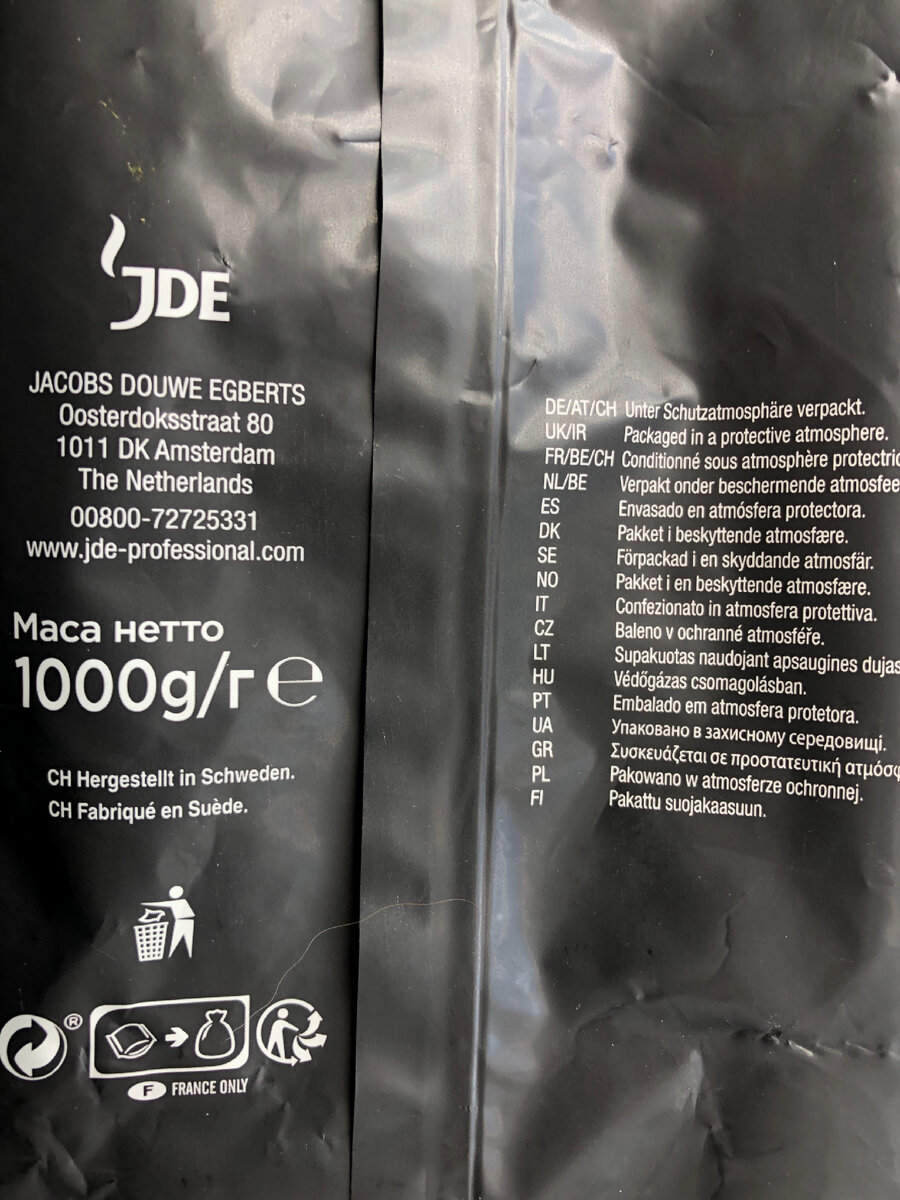 JDE
JACOBS DOUWE EGBERTS
Oosterdoksstraat 80
1011 DK Amsterdam
The Netherlands
00800-72725331
www.jde-professional.com
Маса нетто
1000g/г ℮
CH Hergestellt in Schweden.
CH Fabriqué en Suède.
®
F FRANCE ONLY
DE/AT/CH Unter Schutzatmosphäre verpackt.
UK/IR Packaged in a protective atmosphere.
FR/BE/CH Conditionné sous atmosphère protectric
NL/BE Verpakt onder beschermende atmosfee
ES Envasado en atmósfera protectora.
DK Pakket i beskyttende atmosfære.
SE Förpackad i en skyddande atmosfär.
NO Pakket i en beskyttende atmosfære.
IT Confezionato in atmosfera protettiva.
CZ Baleno v ochranné atmosféře.
LT Supakuotas naudojant apsaugines dujas
HU Védőgázas csomagolásban.
PT Embalado em atmosfera protetora.
UA Упаковано в захисному середовищі.
GR Συσκευάζεται σε προστατευτική ατμόσφ
PL Pakowano w atmosferze ochronnej.
FI Pakattu suojakaasuun.